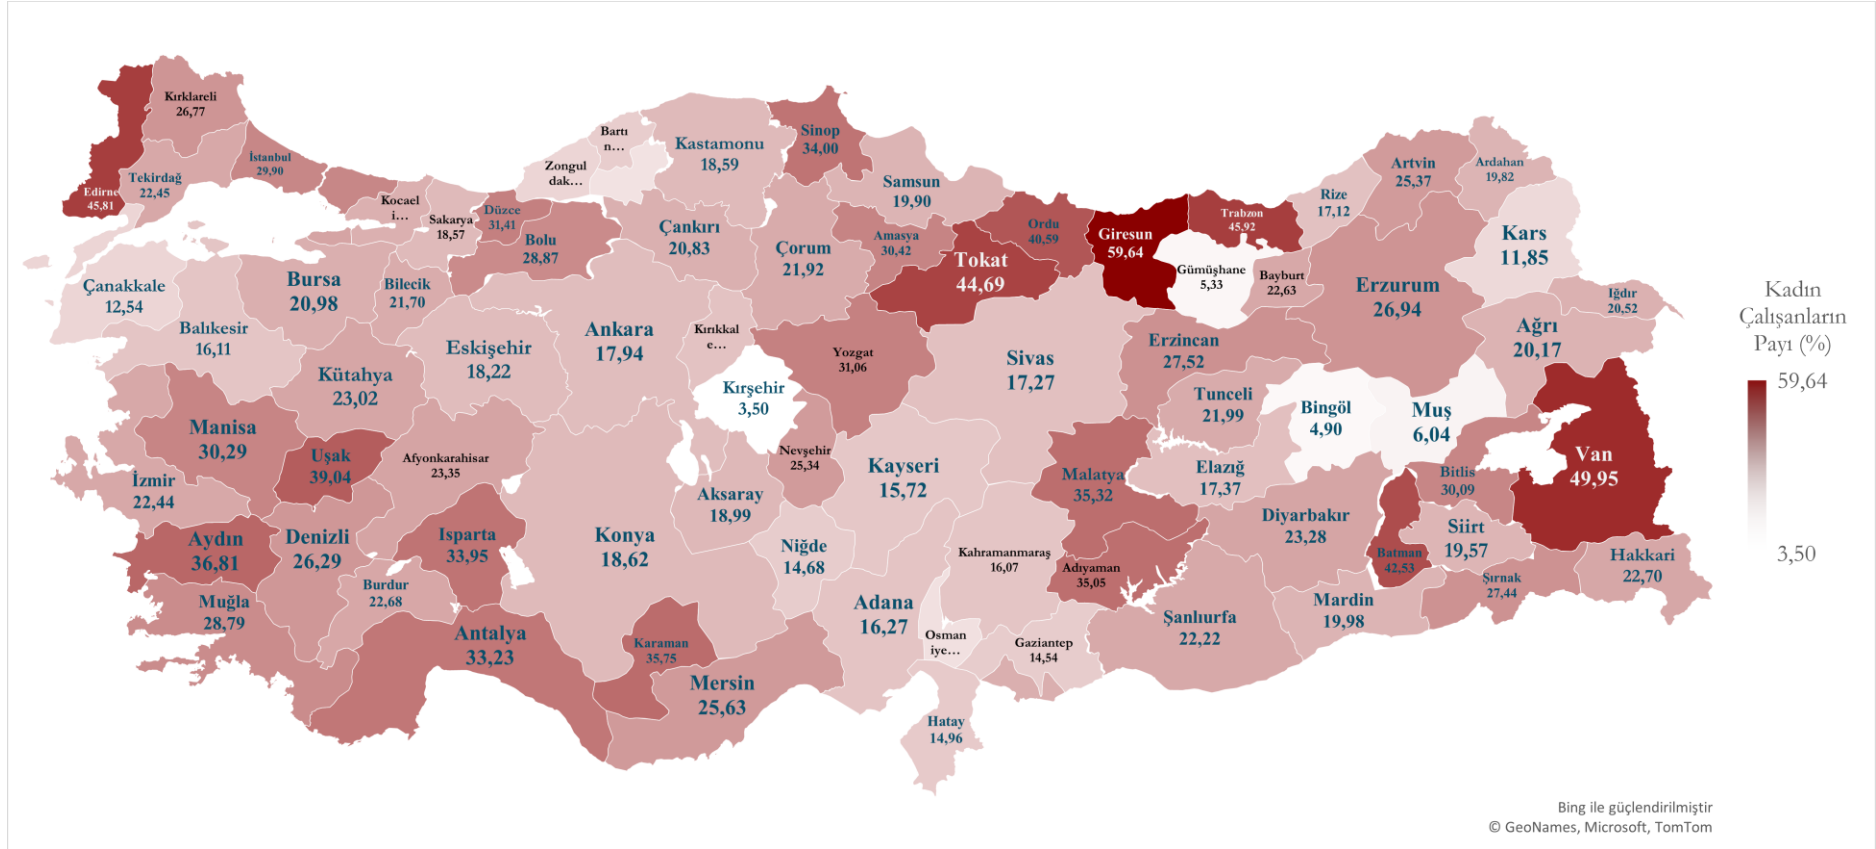 Kırklareli
26,77
Edirne
45,81
Tekirdağ
22,45
İstanbul
29,90
Kocael
i...
Sakarya
18,57
Düzce
31,41
Bolu
28,87
Zongul
dak...
Bartı
n...
Kastamonu
18,59
Sinop
34,00
Samsun
19,90
Çankırı
20,83
Çorum
21,92
Amasya
30,42
Tokat
44,69
Ordu
40,59
Giresun
59,64
Trabzon
45,92
Gümüşhane
5,33
Bayburt
22,63
Rize
17,12
Artvin
25,37
Ardahan
19,82
Kars
11,85
Iğdır
20,52
Ağrı
20,17
Erzurum
26,94
Erzincan
27,52
Çanakkale
12,54
Balıkesir
16,11
Bursa
20,98
Bilecik
21,70
Kütahya
23,02
Eskişehir
18,22
Ankara
17,94
Kırıkkal
e...
Kırşehir
3,50
Yozgat
31,06
Sivas
17,27
Tunceli
21,99
Bingöl
4,90
Muş
6,04
Van
49,95
Bitlis
30,09
Manisa
30,29
Uşak
39,04
Afyonkarahisar
23,35
İzmir
22,44
Aydın
36,81
Denizli
26,29
Isparta
33,95
Burdur
22,68
Muğla
28,79
Antalya
33,23
Konya
18,62
Karaman
35,75
Mersin
25,63
Aksaray
18,99
Nevşehir
25,34
Niğde
14,68
Kayseri
15,72
Adana
16,27
Osman
iye...
Hatay
14,96
Kahramanmaraş
16,07
Gaziantep
14,54
Malatya
35,32
Adıyaman
35,05
Elazığ
17,37
Diyarbakır
23,28
Şanlıurfa
22,22
Mardin
19,98
Batman
42,53
Siirt
19,57
Şırnak
27,44
Hakkari
22,70
Kadın
Çalışanların
Payı (%)
59,64
3,50
Bing ile güçlendirilmiştir
© GeoNames, Microsoft, TomTom